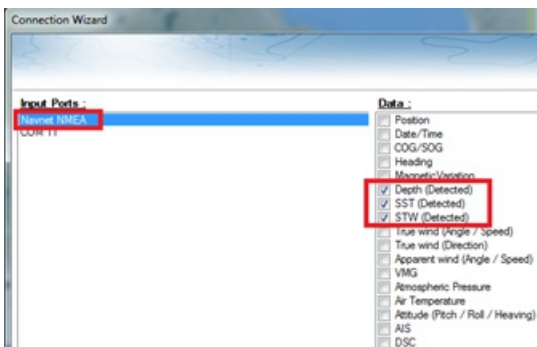 Connection Wizard
Input Ports :
Navnet NMEA
COM 11
Data :
Position
Date/Time
COG/SOG
Heading
MagneticVariation
Depth (Detected)
SST (Detected)
STW (Detected)
True wind (Angle / Speed)
True wind (Direction)
Apparent wind (Angle / Speed)
VMG
Atmospheric Pressure
Air Temperature
Attitude (Pitch / Roll / Heaving)
AIS
DSC